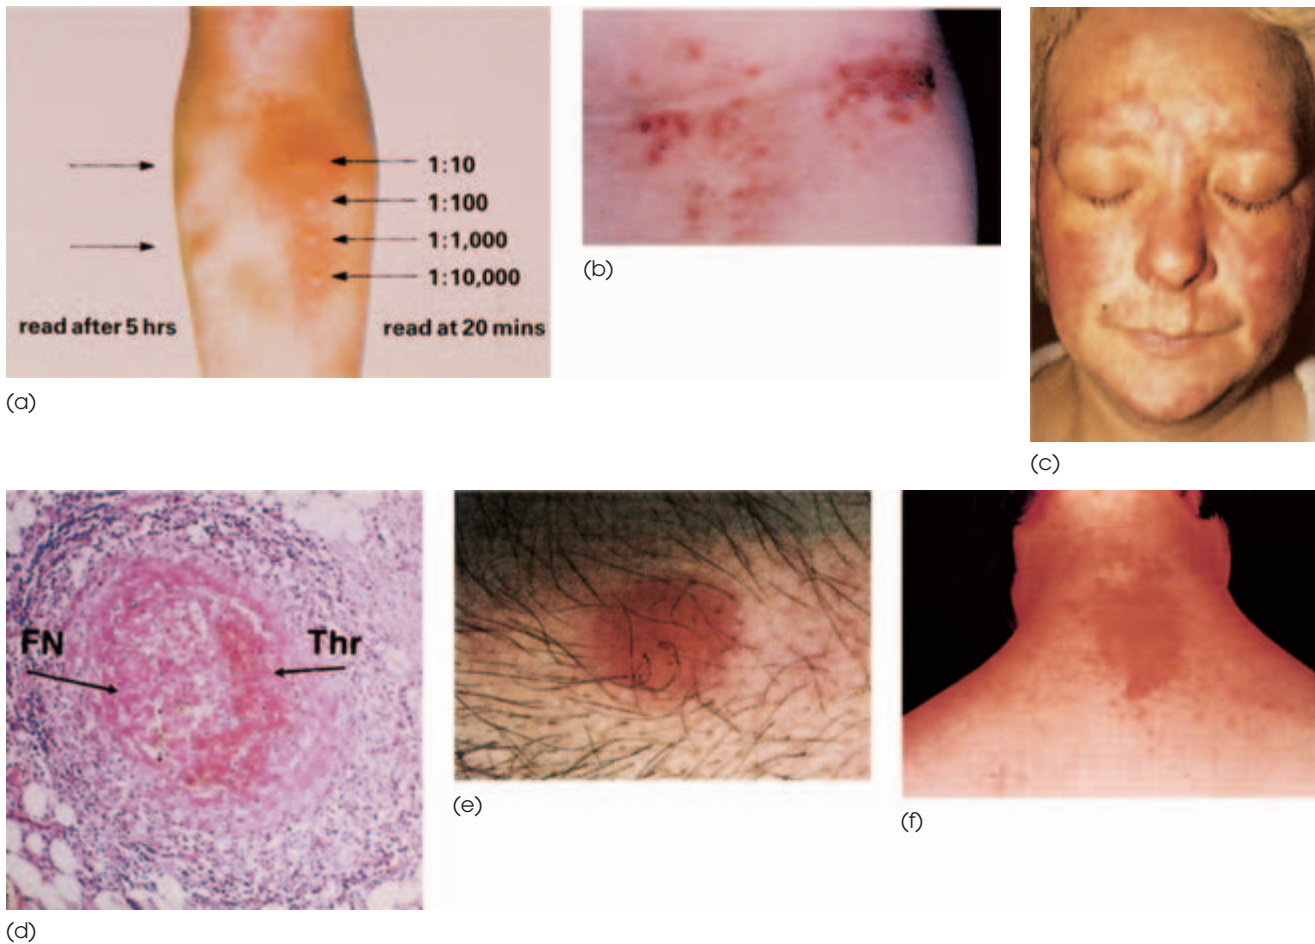 1:10
1:100
1:1,000
1:10,000
read after 5 hrs
read at 20 mins
(a)
(b)
(c)
FN
Thr
(d)
(e)
(f)